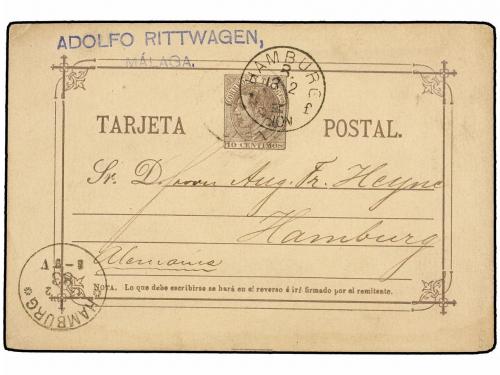 ADOLFO RITTWAGEN,
MÁLAGA.
HAMBURG
TARJETA POSTAL.
10 CENTIMOS
Sr. D. Aug. Fr. Heyne
Hamburg
Alemania
HAMBURG
NOTA. Lo que debe escribirse se hará en el reverso é irá firmado por el remitente.